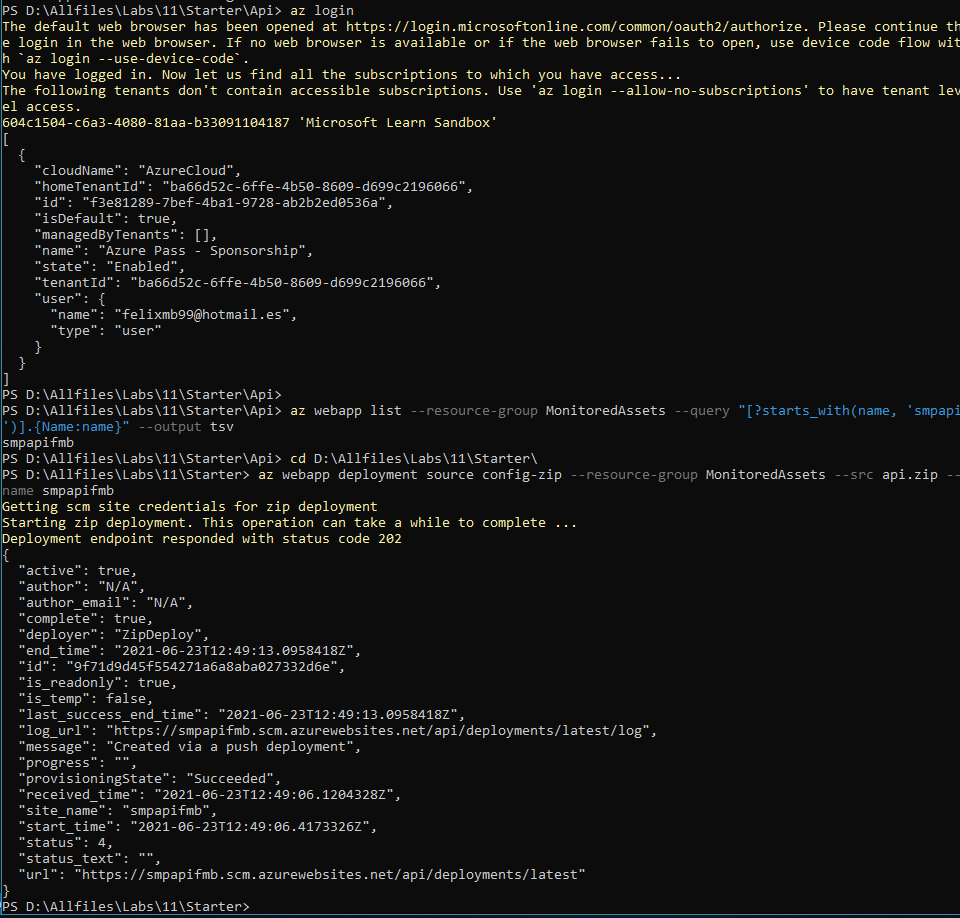 PS D:\Allfiles\Labs\11\Starter\Api> az login
The default web browser has been opened at https://login.microsoftonline.com/common/oauth2/authorize. Please continue th
e login in the web browser. If no web browser is available or if the web browser fails to open, use device code flow wit
h `az login --use-device-code`.
You have logged in. Now let us find all the subscriptions to which you have access...
The following tenants don't contain accessible subscriptions. Use 'az login --allow-no-subscriptions' to have tenant lev
el access.
604c1504-c6a3-4080-81aa-b33091104187 'Microsoft Learn Sandbox'
[
  {
    "cloudName": "AzureCloud",
    "homeTenantId": "ba66d52c-6ffe-4b50-8609-d699c2196066",
    "id": "f3e81289-7bef-4ba1-9728-ab2b2ed0536a",
    "isDefault": true,
    "managedByTenants": [],
    "name": "Azure Pass - Sponsorship",
    "state": "Enabled",
    "tenantId": "ba66d52c-6ffe-4b50-8609-d699c2196066",
    "user": {
      "name": "felixmb99@hotmail.es",
      "type": "user"
    }
  }
]
PS D:\Allfiles\Labs\11\Starter\Api>
PS D:\Allfiles\Labs\11\Starter\Api> az webapp list --resource-group MonitoredAssets --query "[?starts_with(name, 'smpapi
')].{Name:name}" --output tsv
smpapifmb
PS D:\Allfiles\Labs\11\Starter\Api> cd D:\Allfiles\Labs\11\Starter\
PS D:\Allfiles\Labs\11\Starter> az webapp deployment source config-zip --resource-group MonitoredAssets --src api.zip --
name smpapifmb
Getting scm site credentials for zip deployment
Starting zip deployment. This operation can take a while to complete ...
Deployment endpoint responded with status code 202
{
  "active": true,
  "author": "N/A",
  "author_email": "N/A",
  "complete": true,
  "deployer": "ZipDeploy",
  "end_time": "2021-06-23T12:49:13.0958418Z",
  "id": "9f71d9d45f554271a6a8aba027332d6e",
  "is_readonly": true,
  "is_temp": false,
  "last_success_end_time": "2021-06-23T12:49:13.0958418Z",
  "log_url": "https://smpapifmb.scm.azurewebsites.net/api/deployments/latest/log",
  "message": "Created via a push deployment",
  "progress": "",
  "provisioningState": "Succeeded",
  "received_time": "2021-06-23T12:49:06.1204328Z",
  "site_name": "smpapifmb",
  "start_time": "2021-06-23T12:49:06.4173326Z",
  "status": 4,
  "status_text": "",
  "url": "https://smpapifmb.scm.azurewebsites.net/api/deployments/latest"
}
PS D:\Allfiles\Labs\11\Starter>